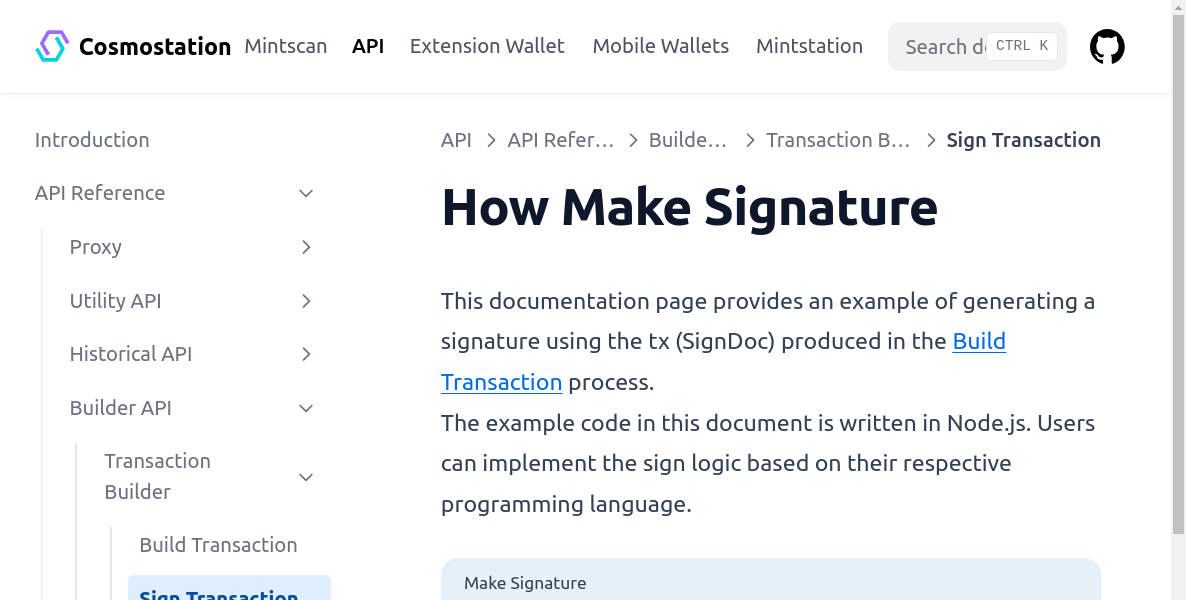 Cosmostation Mintscan API Extension Wallet Mobile Wallets Mintstation Search d CTRL K
Introduction
API Reference
Proxy
Utility API
Historical API
Builder API
Transaction
Builder
Build Transaction
Sign Transaction
API > API Refer… > Builde… > Transaction B… > Sign Transaction
How Make Signature
This documentation page provides an example of generating a
signature using the tx (SignDoc) produced in the Build
Transaction process.
The example code in this document is written in Node.js. Users
can implement the sign logic based on their respective
programming language.
Make Signature